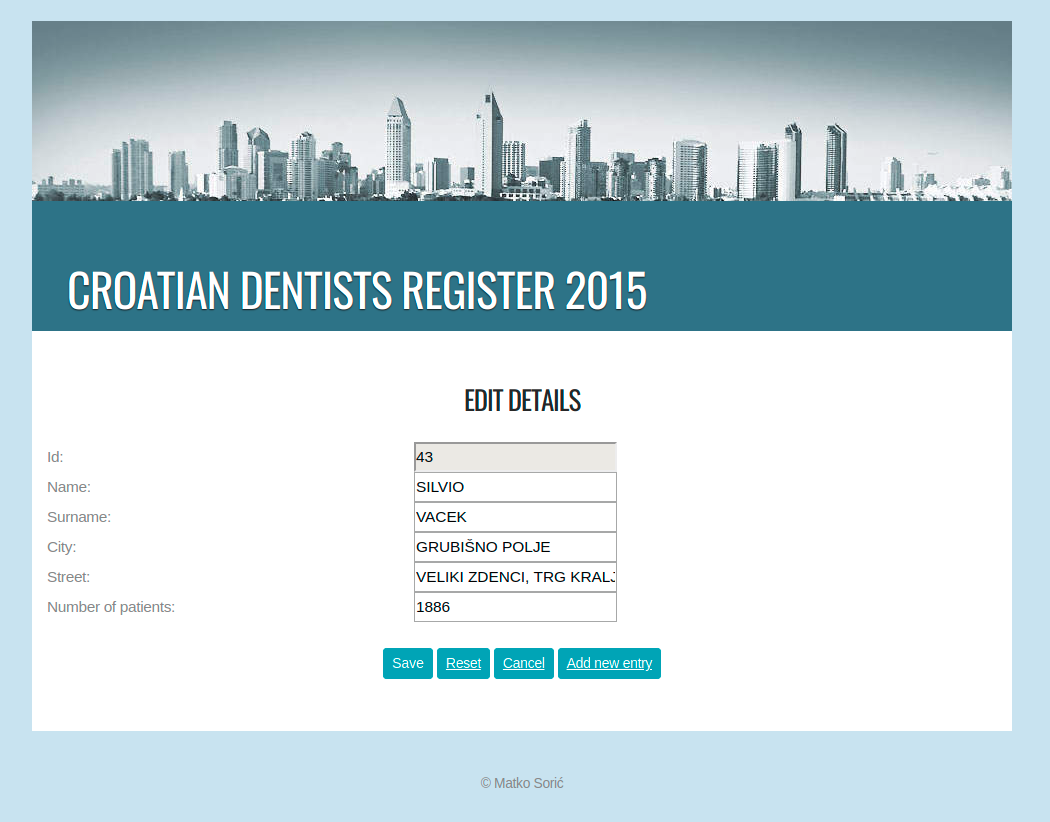 CROATIAN DENTISTS REGISTER 2015
EDIT DETAILS
Id: 43
Name: SILVIO
Surname: VACEK
City: GRUBIŠNO POLJE
Street: VELIKI ZDENCI, TRG KRALJ
Number of patients: 1886
Save Reset Cancel Add new entry
© Matko Sorić